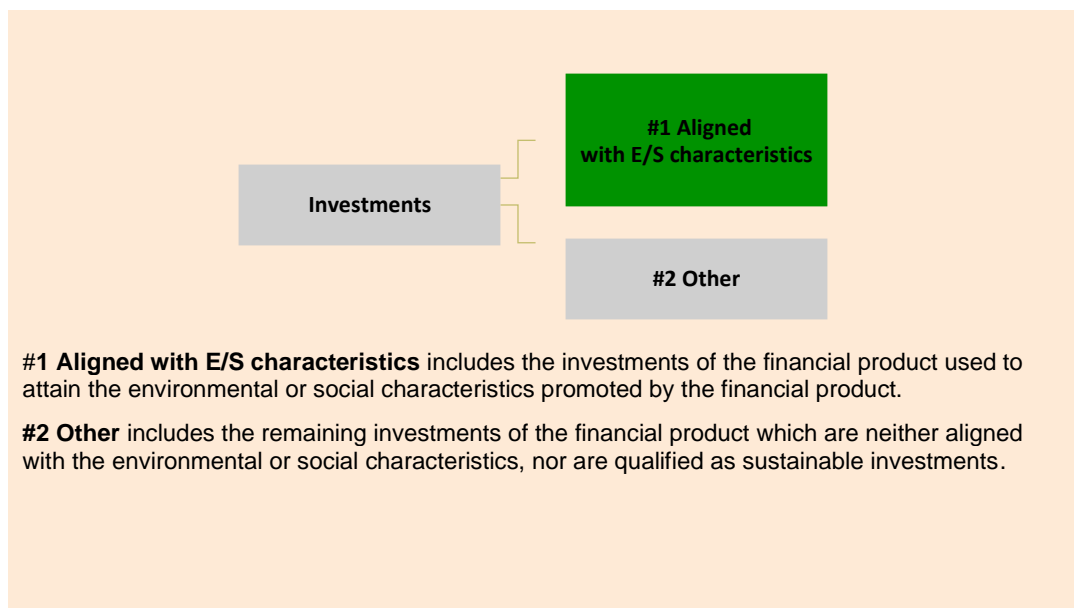 #1 Aligned
with E/S characteristics
Investments
#2 Other
#1 Aligned with E/S characteristics includes the investments of the financial product used to
attain the environmental or social characteristics promoted by the financial product.
#2 Other includes the remaining investments of the financial product which are neither aligned
with the environmental or social characteristics, nor are qualified as sustainable investments.